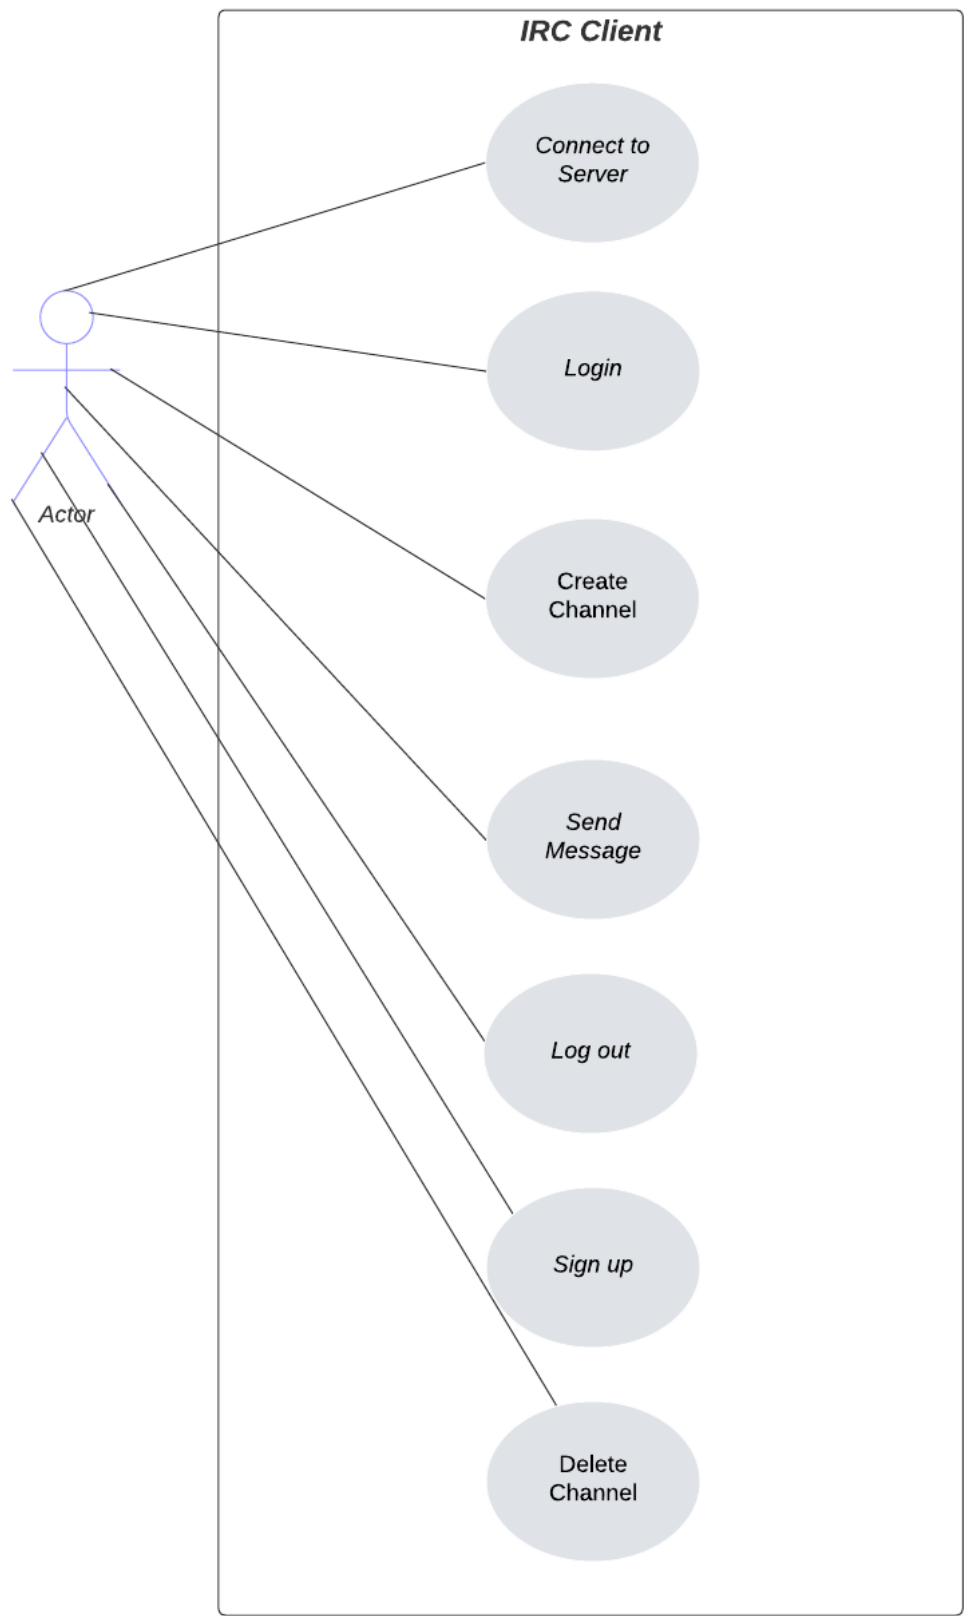 IRC Client
Connect to
Server
Login
Actor
Create
Channel
Send
Message
Log out
Sign up
Delete
Channel